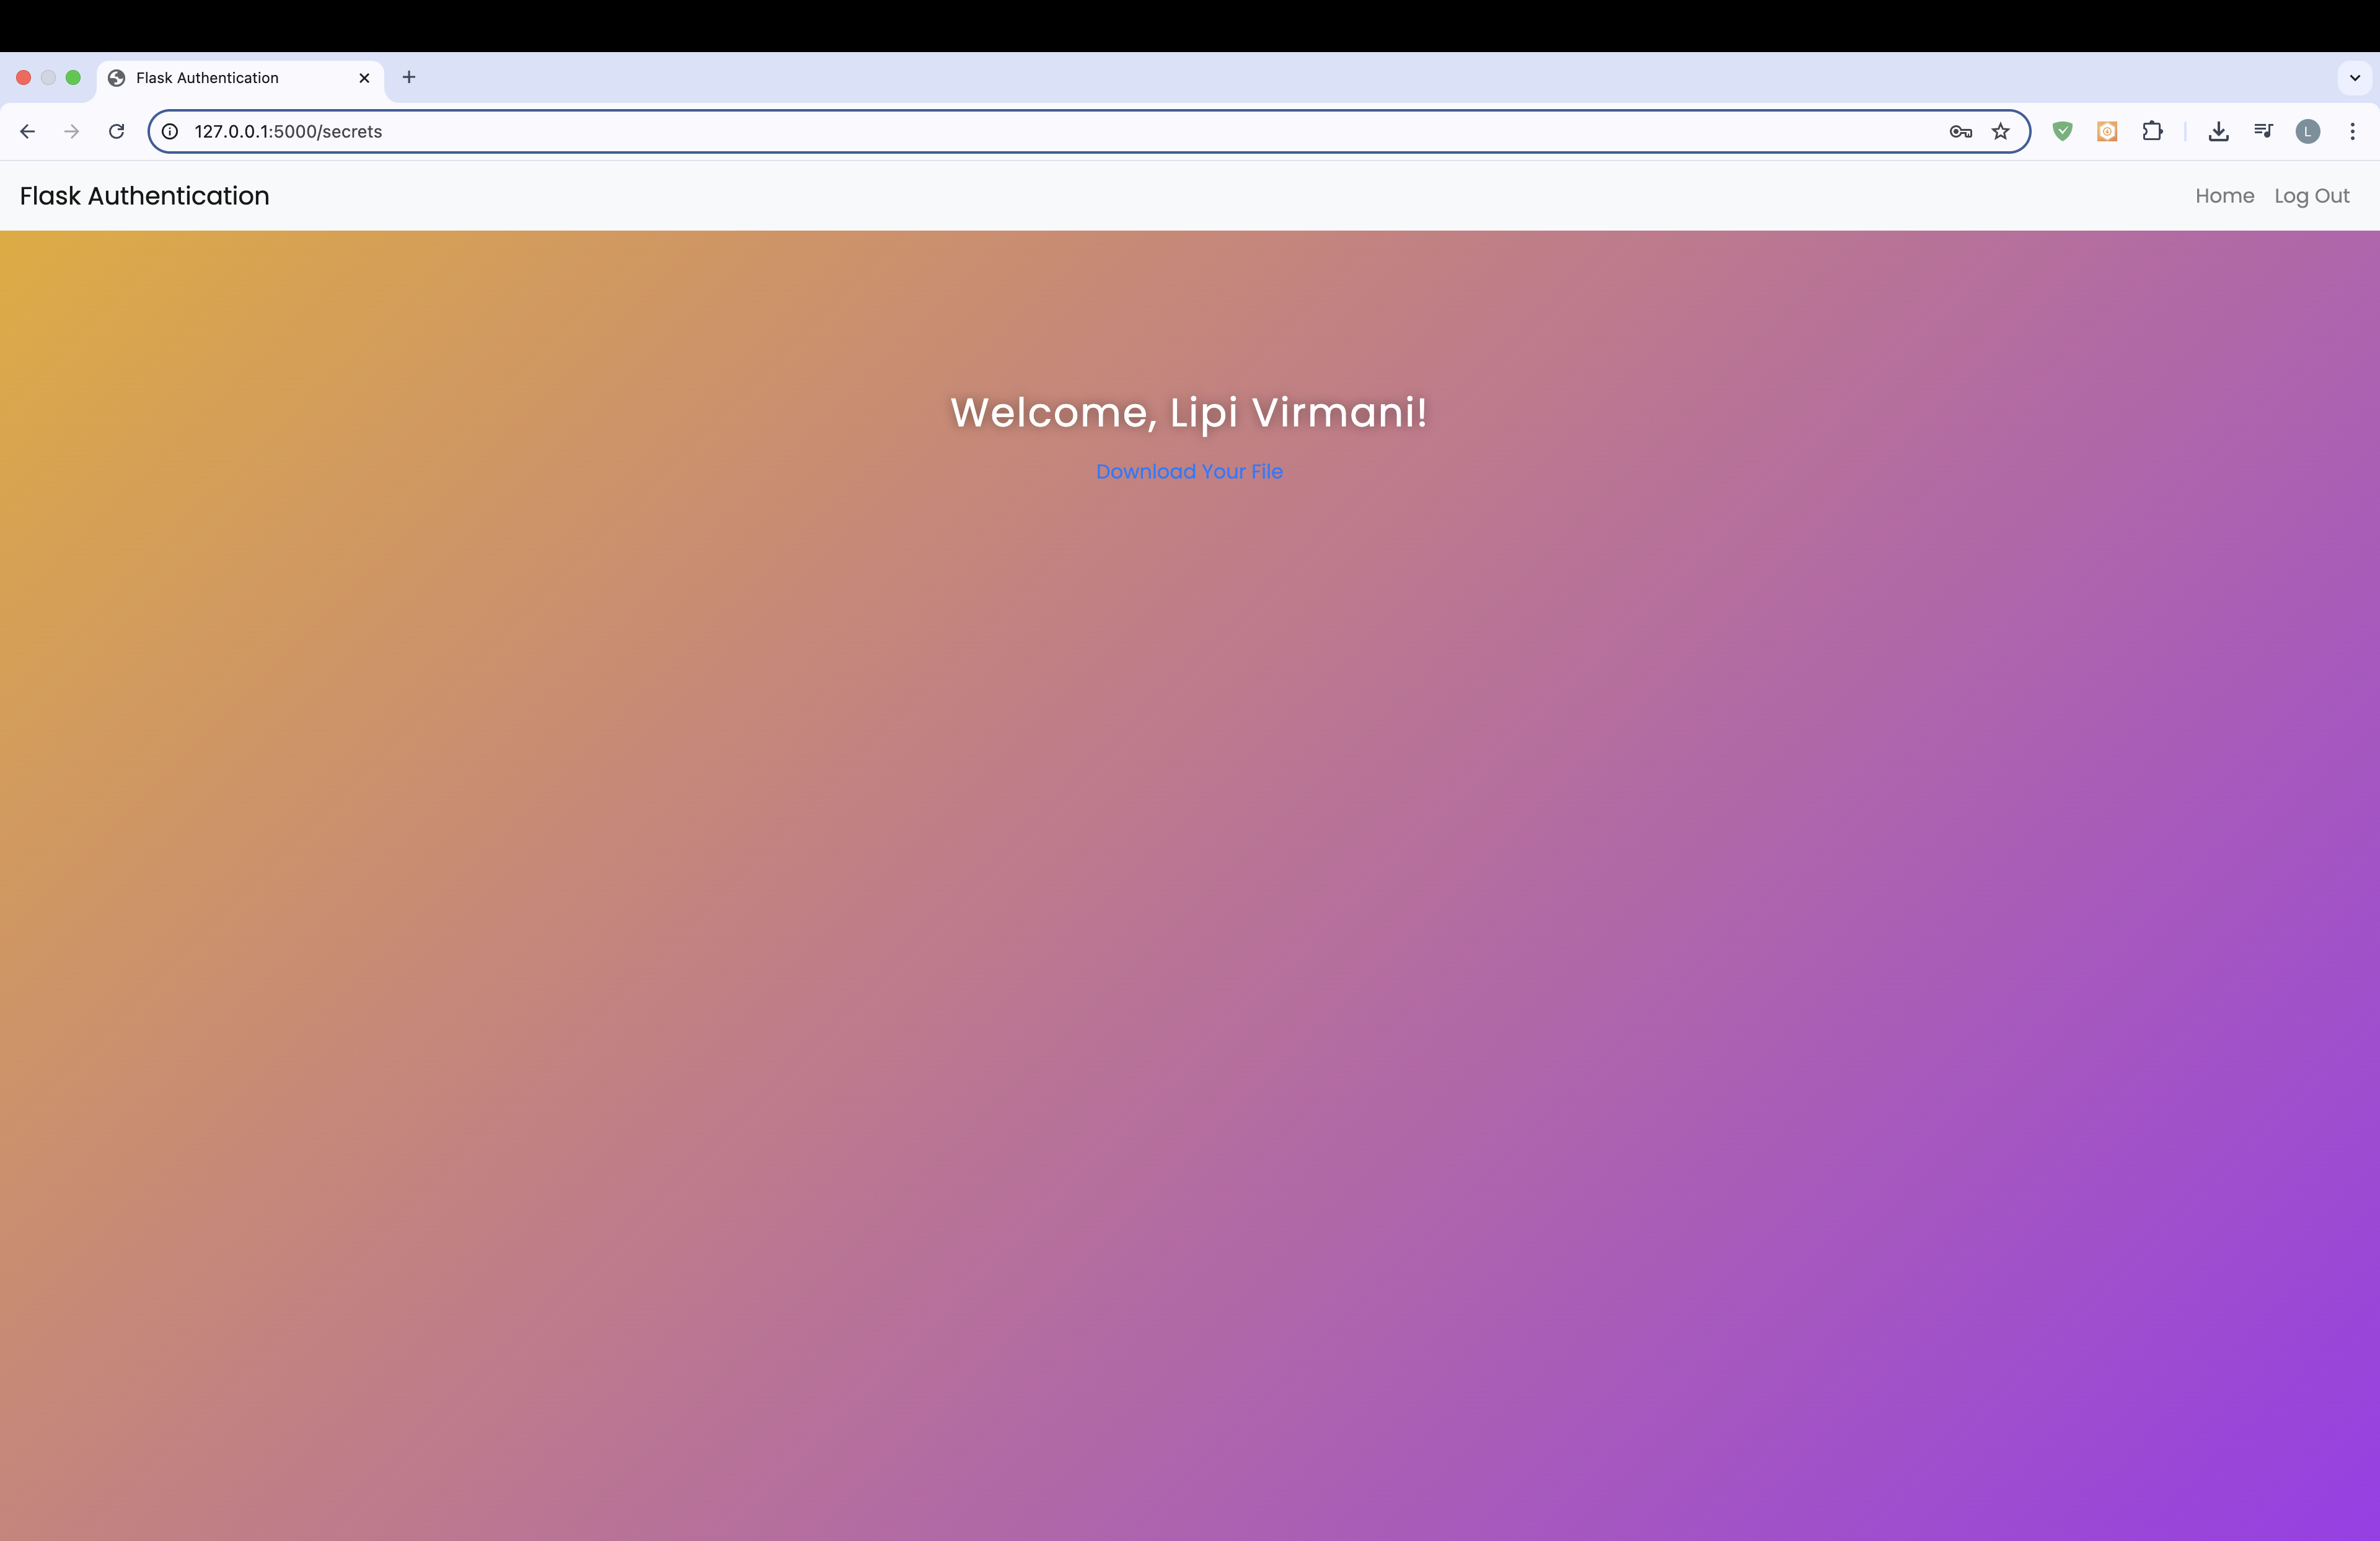 Flask Authentication
127.0.0.1:5000/secrets
L
Flask Authentication
Home Log Out
Welcome, Lipi Virmani!
Download Your File